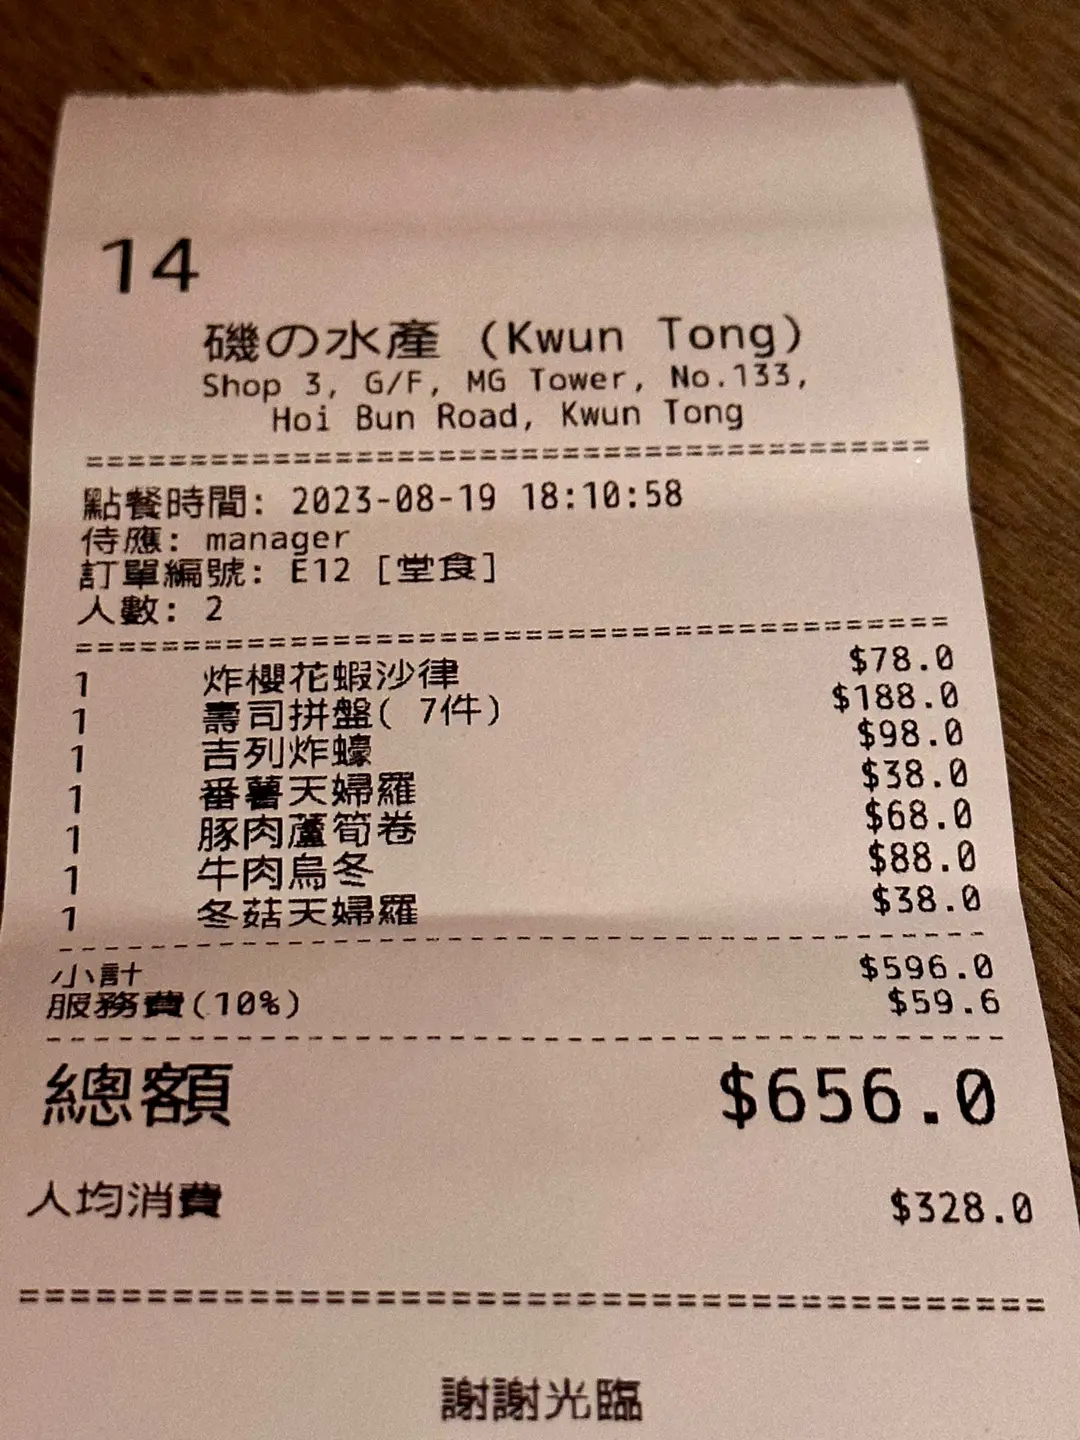 14
磯の水產 (Kwun Tong)
Shop 3, G/F, MG Tower, No.133,
Hoi Bun Road, Kwun Tong
========================================
點餐時間: 2023-08-19 18:10:58
侍應: manager
訂單編號: E12 [堂食]
人數: 2
========================================
1 炸櫻花蝦沙律 $78.0
1 壽司拼盤( 7件) $188.0
1 吉列炸蠔 $98.0
1 番薯天婦羅 $38.0
1 豚肉蘆筍卷 $68.0
1 牛肉烏冬 $88.0
1 冬菇天婦羅 $38.0
----------------------------------------
小計 $596.0
服務費(10%) $59.6
----------------------------------------
總額 $656.0
人均消費 $328.0
========================================
謝謝光臨